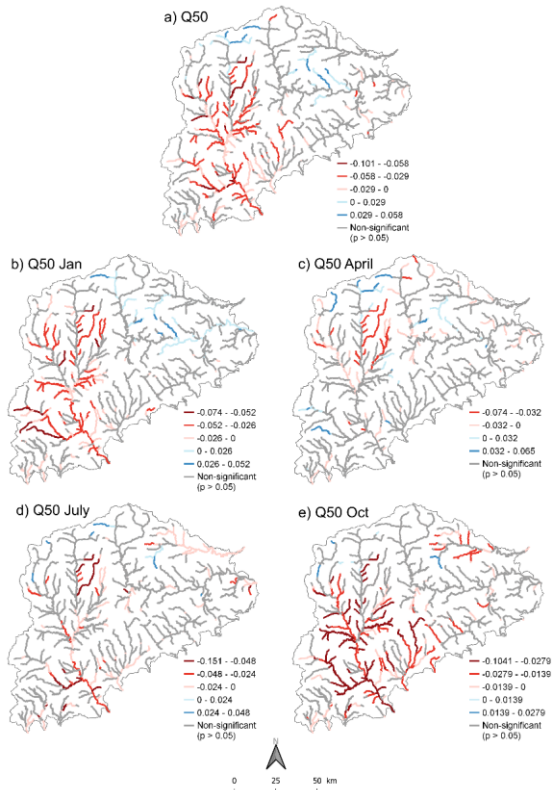 a) Q50
-0.101 - -0.058
-0.058 - -0.029
-0.029 - 0
0 - 0.029
0.029 - 0.058
Non-significant
(p > 0.05)
b) Q50 Jan
-0.074 - -0.052
-0.052 - -0.026
-0.026 - 0
0 - 0.026
0.026 - 0.052
Non-significant
(p > 0.05)
c) Q50 April
-0.074 - -0.032
-0.032 - 0
0 - 0.032
0.032 - 0.065
Non-significant
(p > 0.05)
d) Q50 July
-0.151 - -0.048
-0.048 - -0.024
-0.024 - 0
0 - 0.024
0.024 - 0.048
Non-significant
(p > 0.05)
e) Q50 Oct
-0.1041 - -0.0279
-0.0279 - -0.0139
-0.0139 - 0
0 - 0.0139
0.0139 - 0.0279
Non-significant
(p > 0.05)
N
0 25 50 km